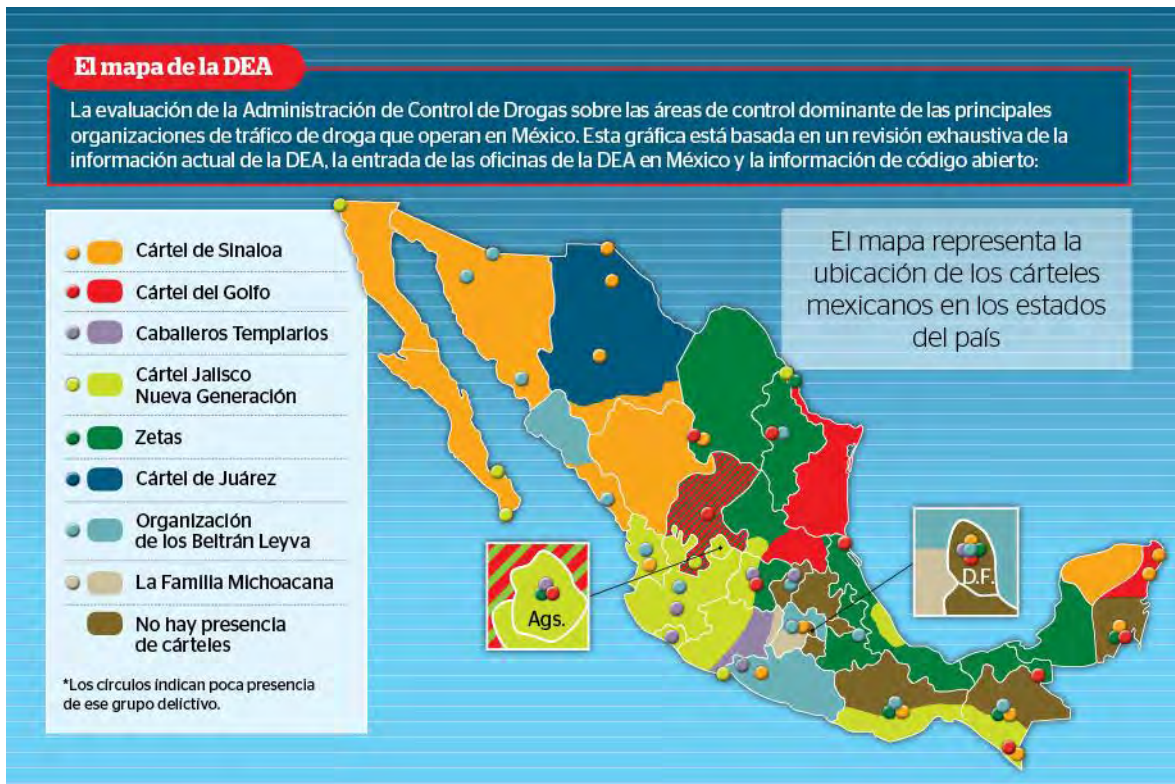 El mapa de la DEA
La evaluación de la Administración de Control de Drogas sobre las áreas de control dominante de las principales
organizaciones de tráfico de droga que operan en México. Esta gráfica está basada en un revisión exhaustiva de la
información actual de la DEA, la entrada de las oficinas de la DEA en México y la información de código abierto:
Cártel de Sinaloa
Cártel del Golfo
Caballeros Templarios
Cártel Jalisco
Nueva Generación
Zetas
Cártel de Juárez
Organización
de los Beltrán Leyva
La Familia Michoacana
No hay presencia
de cárteles
*Los círculos indican poca presencia
de ese grupo delictivo.
El mapa representa la
ubicación de los cárteles
mexicanos en los estados
del país
Ags.
D.F.